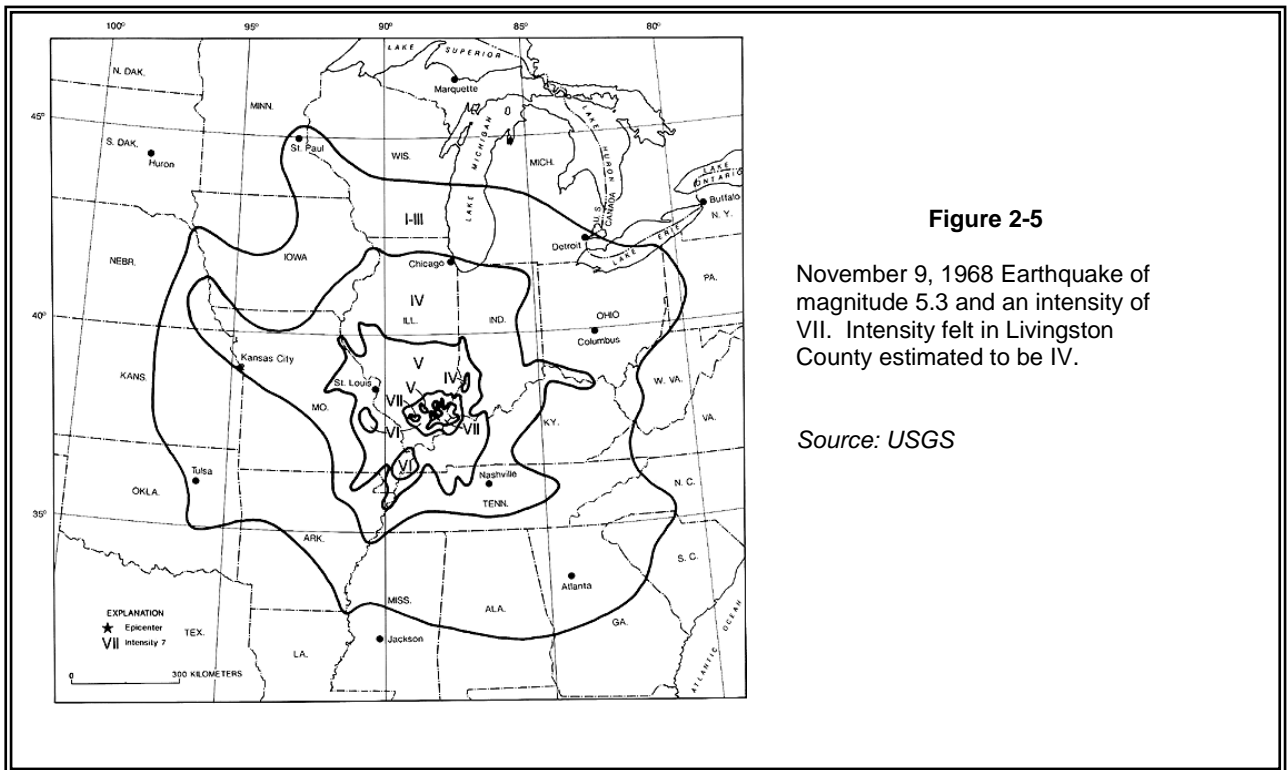 100°
95°
90°
85°
80°
LAKE SUPERIOR
N. DAK.
Marquette
MINN.
45°
S. DAK.
Huron
St. Paul
WIS.
LAKE MICHIGAN
MICH.
LAKE HURON
LAKE ONTARIO
Buffalo
N. Y.
I-III
U. S.
CANADA
Detroit
LAKE ERIE
NEBR.
IOWA
Chicago
PA.
IV
ILL.
IND.
OHIO
Columbus
40°
Kansas City
V
IV
KANS.
St. Louis
V
W. VA.
VII
MO.
KY.
VA.
VI
VII
VI
Tulsa
Nashville
OKLA.
TENN.
N. C.
35°
ARK.
S. C.
Atlanta
MISS.
ALA.
GA.
EXPLANATION
★ Epicenter
VII Intensity 7
TEX.
Jackson
LA.
0 300 KILOMETERS
ATLANTIC OCEAN
Figure 2-5
November 9, 1968 Earthquake of
magnitude 5.3 and an intensity of
VII. Intensity felt in Livingston
County estimated to be IV.
Source: USGS